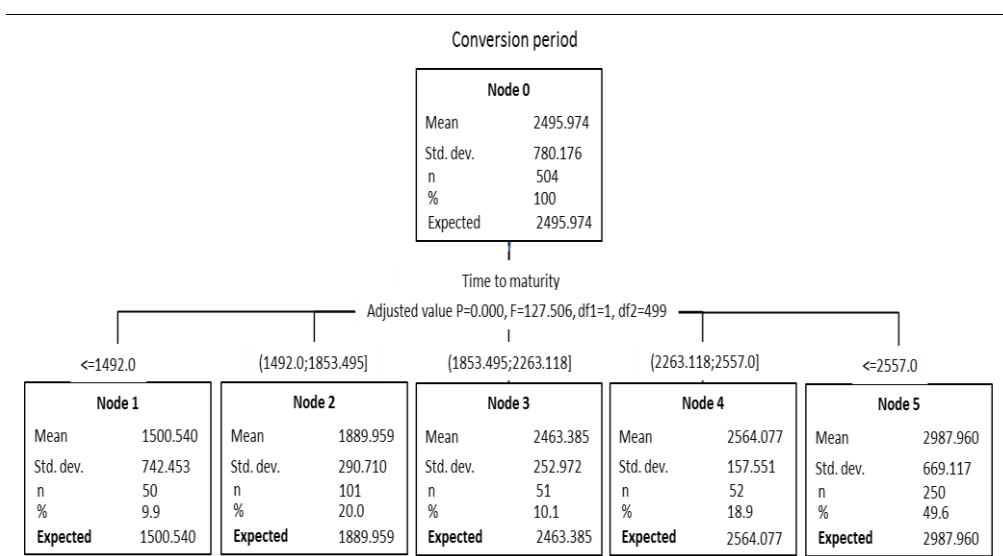 Conversion period
Node 0
Mean 2495.974
Std. dev. 780.176
n 504
% 100
Expected 2495.974
Time to maturity
Adjusted value P=0.000, F=127.506, df1=1, df2=499
<=1492.0
(1492.0;1853.495]
(1853.495;2263.118]
(2263.118;2557.0]
<=2557.0
Node 1
Mean 1500.540
Std. dev. 742.453
n 50
% 9.9
Expected 1500.540
Node 2
Mean 1889.959
Std. dev. 290.710
n 101
% 20.0
Expected 1889.959
Node 3
Mean 2463.385
Std. dev. 252.972
n 51
% 10.1
Expected 2463.385
Node 4
Mean 2564.077
Std. dev. 157.551
n 52
% 18.9
Expected 2564.077
Node 5
Mean 2987.960
Std. dev. 669.117
n 250
% 49.6
Expected 2987.960